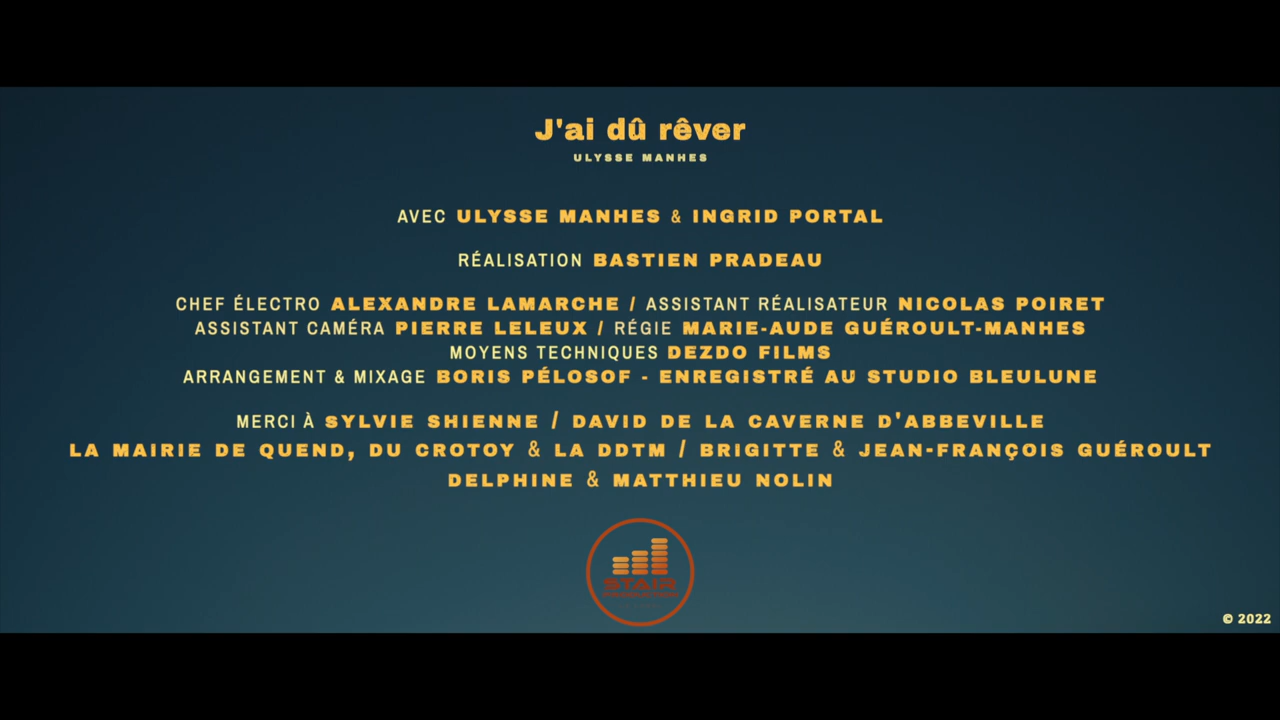 J'ai dû rêver
ULYSSE MANHES
AVEC ULYSSE MANHES & INGRID PORTAL
RÉALISATION BASTIEN PRADEAU
CHEF ÉLECTRO ALEXANDRE LAMARCHE / ASSISTANT RÉALISATEUR NICOLAS POIRET
ASSISTANT CAMÉRA PIERRE LELEUX / RÉGIE MARIE-AUDE GUÉROULT-MANHES
MOYENS TECHNIQUES DEZDO FILMS
ARRANGEMENT & MIXAGE BORIS PÉLOSOF - ENREGISTRÉ AU STUDIO BLEULUNE
MERCI À SYLVIE SHIENNE / DAVID DE LA CAVERNE D'ABBEVILLE
LA MAIRIE DE QUEND, DU CROTOY & LA DDTM / BRIGITTE & JEAN-FRANÇOIS GUÉROULT
DELPHINE & MATTHIEU NOLIN
STAIR
© 2022